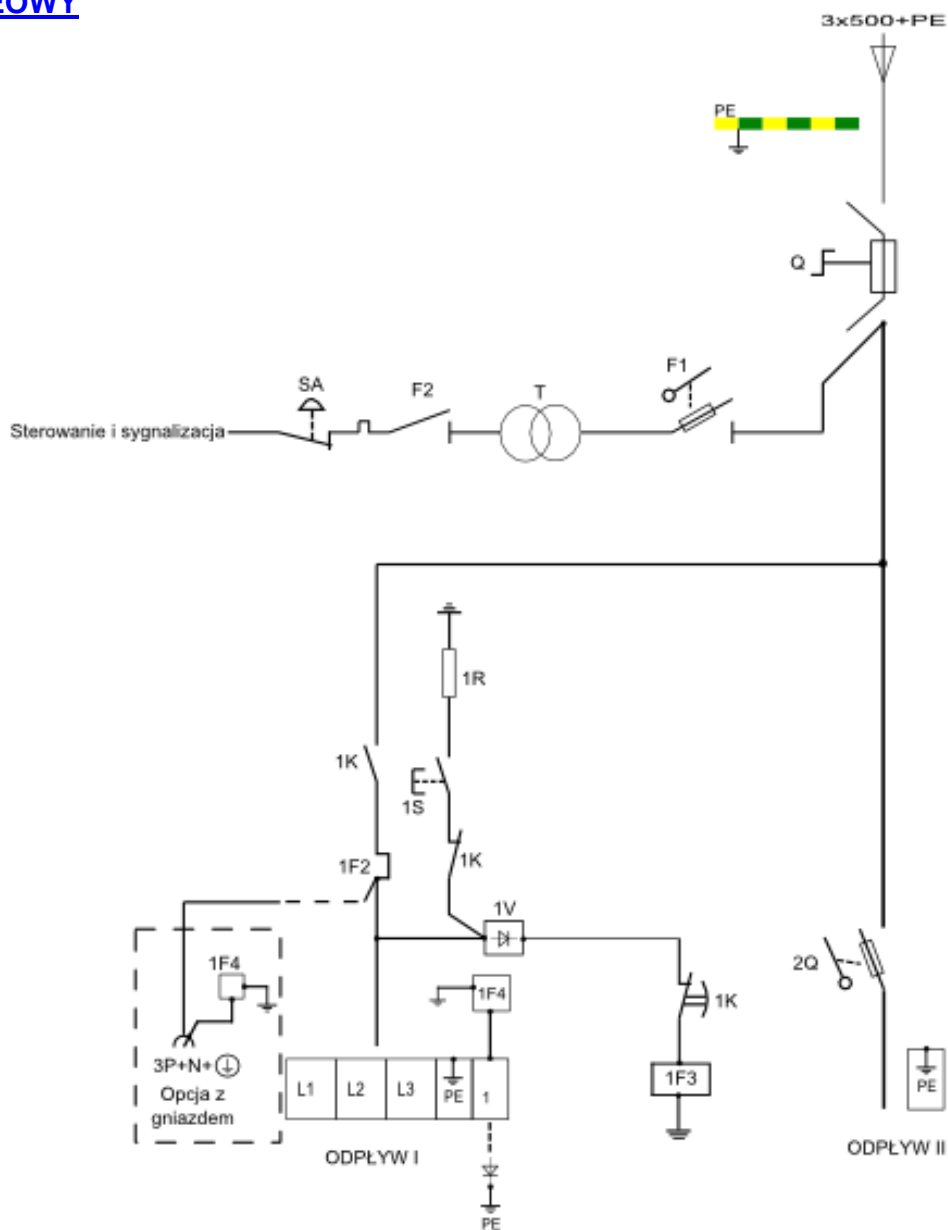 EOWY
3x500+PE
PE
Q
F1
SA
F2
T
Sterowanie i sygnalizacja
1R
1K
1S
1F2
1K
1V
2Q
1F4
1F4
1K
3P+N+
1F3
L1 L2 L3 PE 1
PE
Opcja z
gniazdem
ODPŁYW I
ODPŁYW II
PE